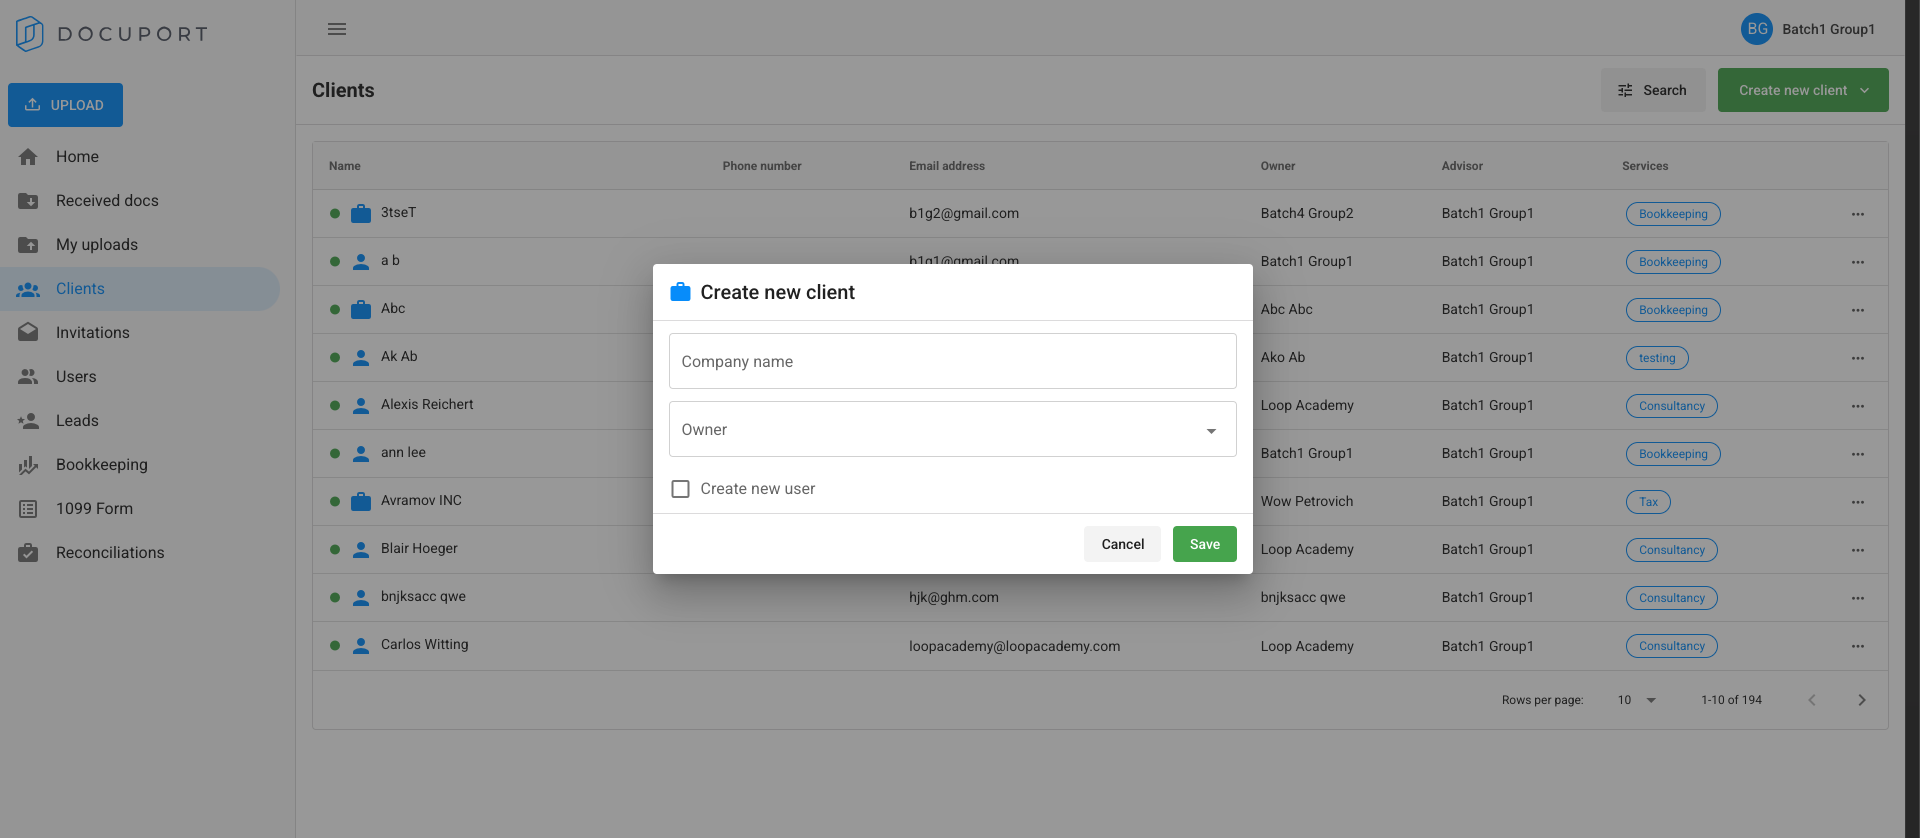 DOCUPORT
BG Batch1 Group1
UPLOAD
Home
Received docs
My uploads
Clients
Invitations
Users
Leads
Bookkeeping
1099 Form
Reconciliations
Clients
Search
Create new client
Name Phone number Email address Owner Advisor Services
3tseT b1g2@gmail.com Batch4 Group2 Batch1 Group1 Bookkeeping
a b b1g1@gmail.com Batch1 Group1 Batch1 Group1 Bookkeeping
Abc Abc Abc Batch1 Group1 Bookkeeping
Ak Ab Ako Ab Batch1 Group1 testing
Alexis Reichert Loop Academy Batch1 Group1 Consultancy
ann lee Batch1 Group1 Batch1 Group1 Bookkeeping
Avramov INC Wow Petrovich Batch1 Group1 Tax
Blair Hoeger Loop Academy Batch1 Group1 Consultancy
bnjksacc qwe hjk@ghm.com bnjksacc qwe Batch1 Group1 Consultancy
Carlos Witting loopacademy@loopacademy.com Loop Academy Batch1 Group1 Consultancy
Rows per page: 10 1-10 of 194
Create new client
Company name
Owner
Create new user
Cancel
Save